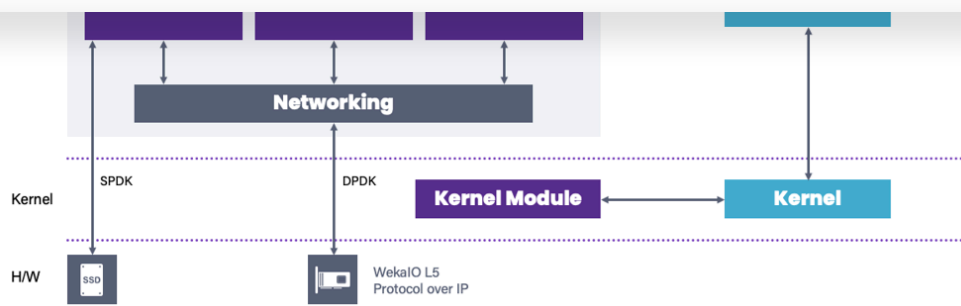 Networking
SPDK
DPDK
Kernel
Kernel Module
Kernel
H/W
SSD
WekaIO L5
Protocol over IP